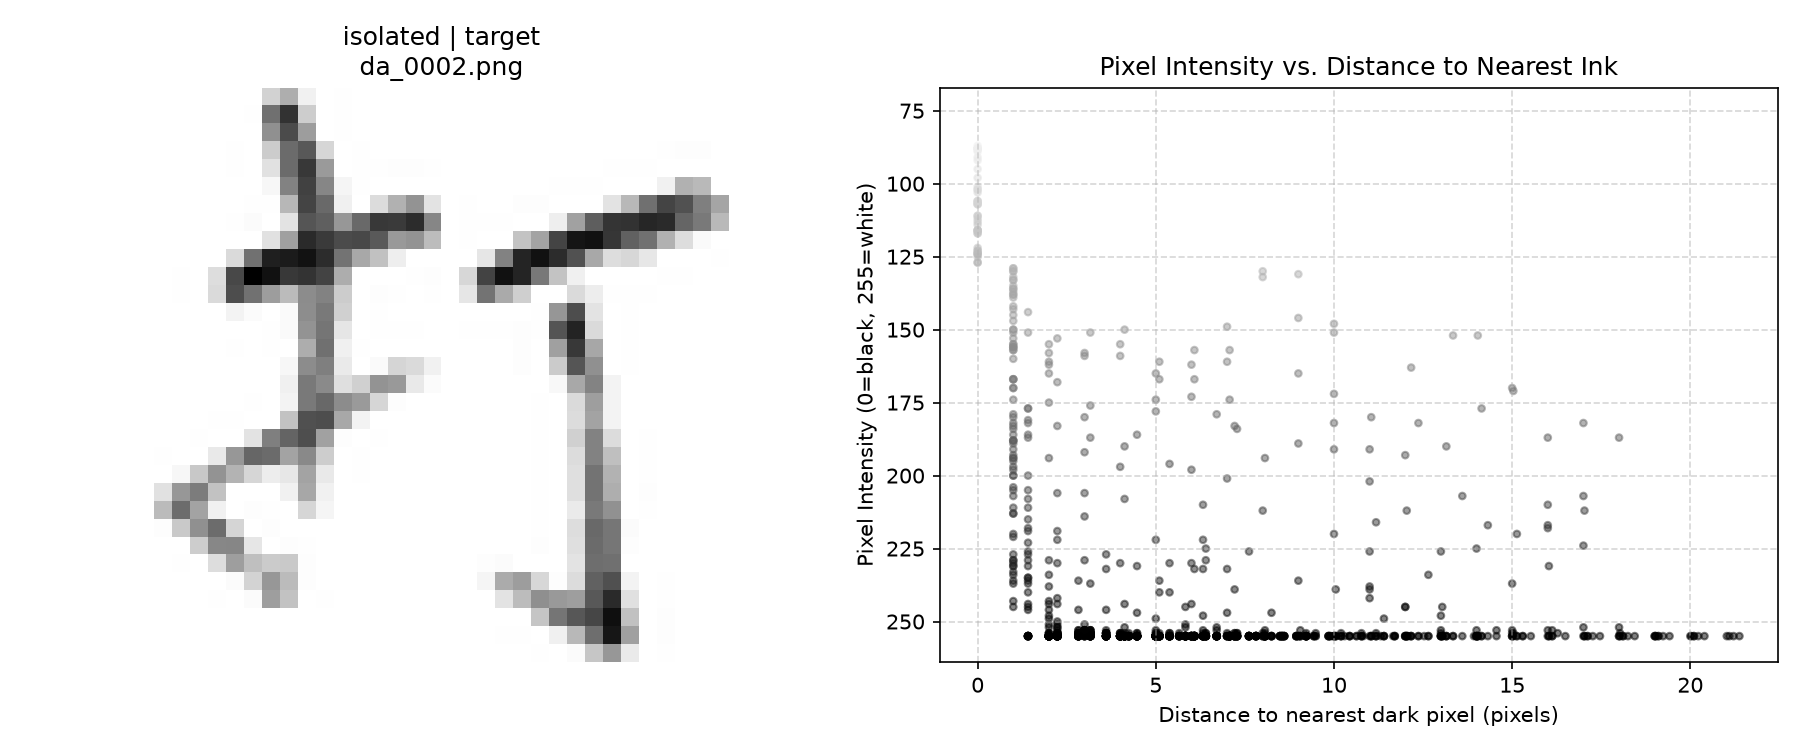 isolated | target
da_0002.png
打
Pixel Intensity vs. Distance to Nearest Ink
Pixel Intensity (0=black, 255=white)
75
100
125
150
175
200
225
250
0 5 10 15 20
Distance to nearest dark pixel (pixels)